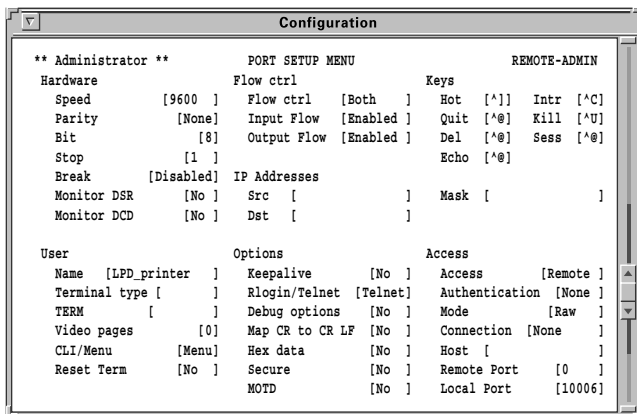 Configuration
** Administrator ** PORT SETUP MENU REMOTE-ADMIN
Hardware Flow ctrl Keys
Speed [9600 ] Flow ctrl [Both ] Hot [^]] Intr [^C]
Parity [None] Input Flow [Enabled ] Quit [^@] Kill [^U]
Bit [8] Output Flow [Enabled ] Del [^@] Sess [^@]
Stop [1 ] Echo [^@]
Break [Disabled] IP Addresses
Monitor DSR [No ] Src [ ] Mask [ ]
Monitor DCD [No ] Dst [ ]
User Options Access
Name [LPD_printer ] Keepalive [No ] Access [Remote ]
Terminal type [ ] Rlogin/Telnet [Telnet] Authentication [None ]
TERM [ ] Debug options [No ] Mode [Raw ]
Video pages [0] Map CR to CR LF [No ] Connection [None ]
CLI/Menu [Menu] Hex data [No ] Host [ ]
Reset Term [No ] Secure [No ] Remote Port [0 ]
MOTD [No ] Local Port [10006]